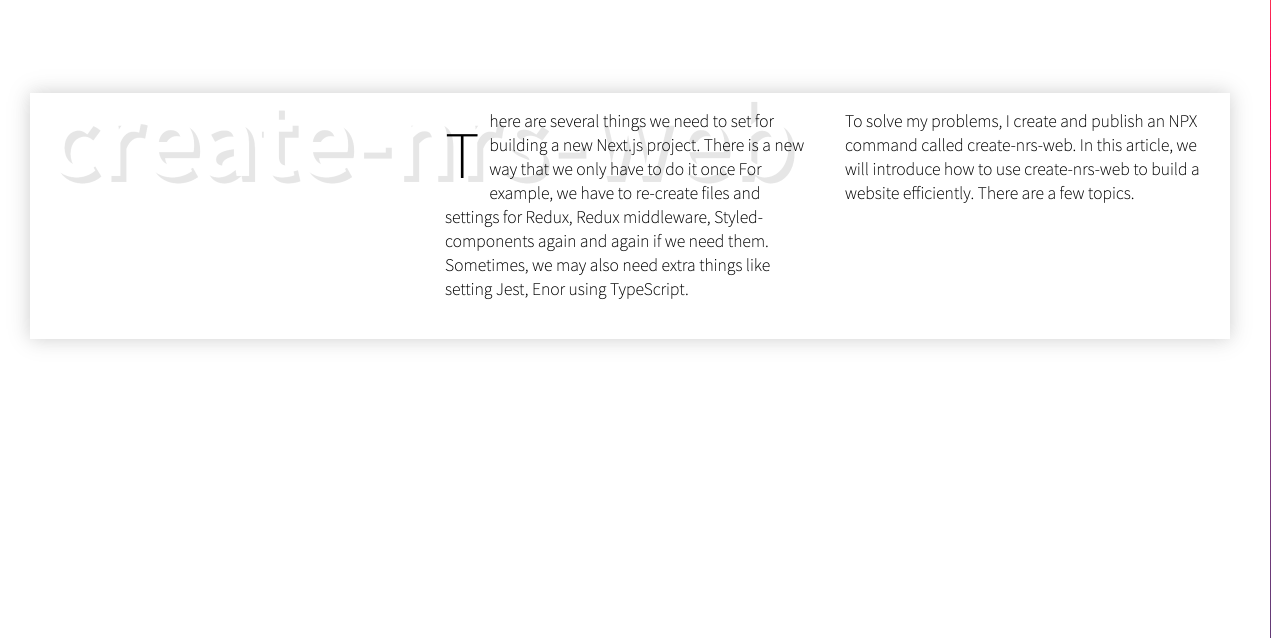 create-nrs-web
There are several things we need to set for
building a new Next.js project. There is a new
way that we only have to do it once For
example, we have to re-create files and
settings for Redux, Redux middleware, Styled-
components again and again if we need them.
Sometimes, we may also need extra things like
setting Jest, Enor using TypeScript.
To solve my problems, I create and publish an NPX
command called create-nrs-web. In this article, we
will introduce how to use create-nrs-web to build a
website efficiently. There are a few topics.